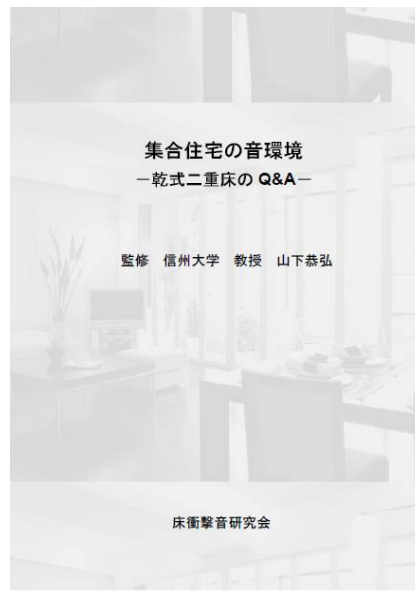 集合住宅の音環境
－乾式二重床の Q&A－
監修　信州大学　教授　山下恭弘
床衝撃音研究会